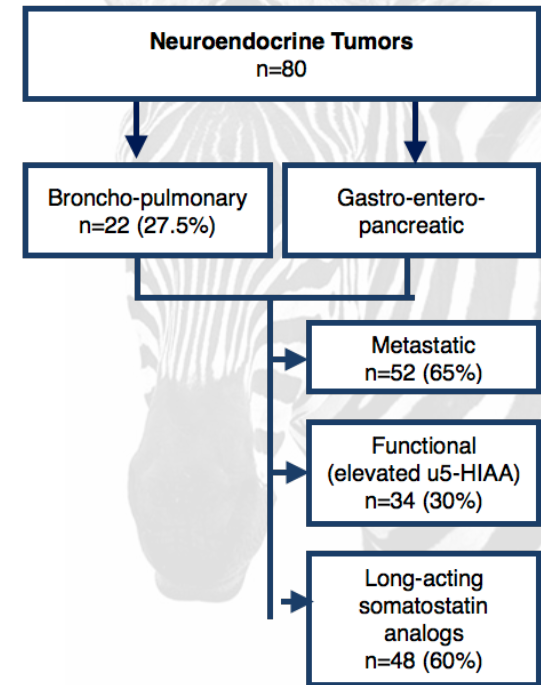 Neuroendocrine Tumors
n=80
Broncho-pulmonary
n=22 (27.5%)
Gastro-entero-
pancreatic
Metastatic
n=52 (65%)
Functional
(elevated u5-HIAA)
n=34 (30%)
Long-acting
somatostatin
analogs
n=48 (60%)